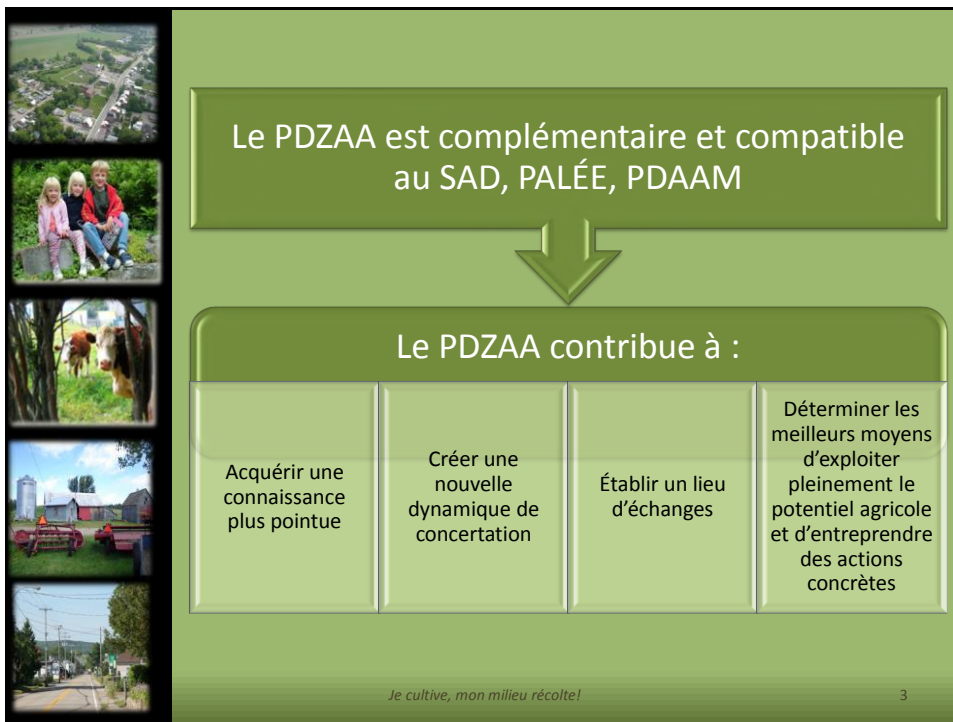 Le PDZAA est complémentaire et compatible
au SAD, PALÉE, PDAAM
Le PDZAA contribue à :
Acquérir une
connaissance
plus pointue
Créer une
nouvelle
dynamique de
concertation
Établir un lieu
d'échanges
Déterminer les
meilleurs moyens
d'exploiter
pleinement le
potentiel agricole
et d'entreprendre
des actions
concrètes
Je cultive, mon milieu récolte!
3